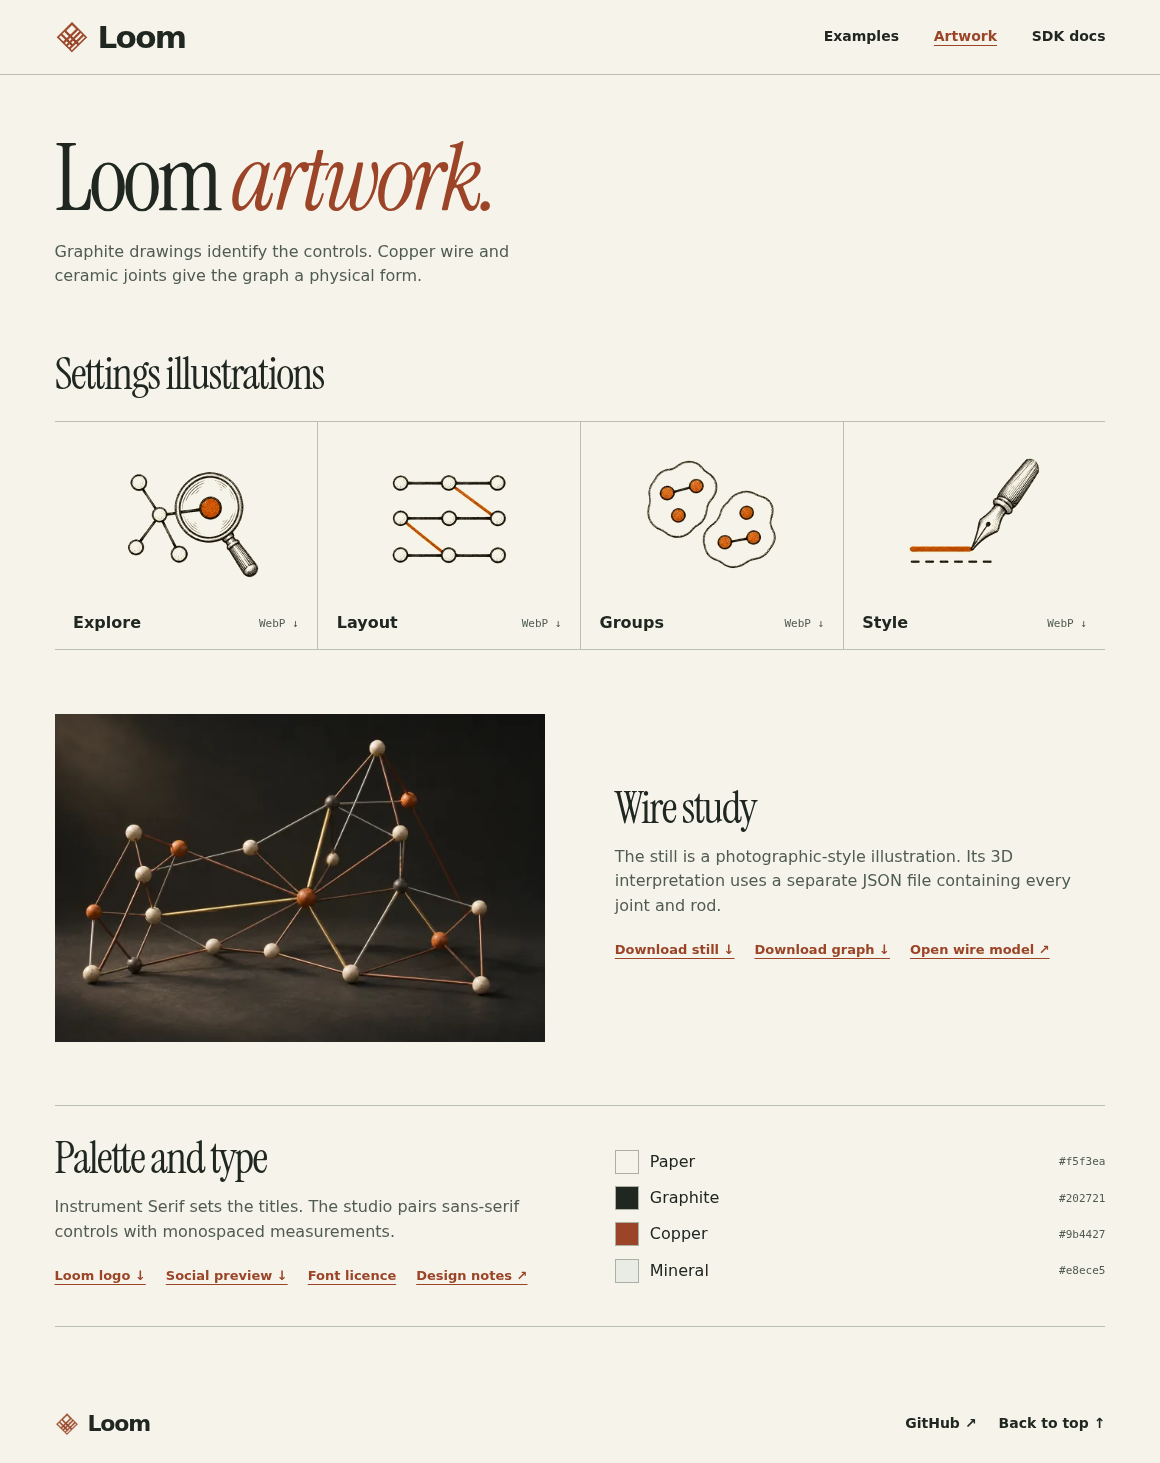 Loom
Examples Artwork SDK docs
Loom artwork.
Graphite drawings identify the controls. Copper wire and
ceramic joints give the graph a physical form.
Settings illustrations
Explore WebP ↓
Layout WebP ↓
Groups WebP ↓
Style WebP ↓
Wire study
The still is a photographic-style illustration. Its 3D
interpretation uses a separate JSON file containing every
joint and rod.
Download still ↓ Download graph ↓ Open wire model ↗
Palette and type
Instrument Serif sets the titles. The studio pairs sans-serif
controls with monospaced measurements.
Loom logo ↓ Social preview ↓ Font licence Design notes ↗
Paper #f5f3ea
Graphite #202721
Copper #9b4427
Mineral #e8ece5
Loom
GitHub ↗ Back to top ↑